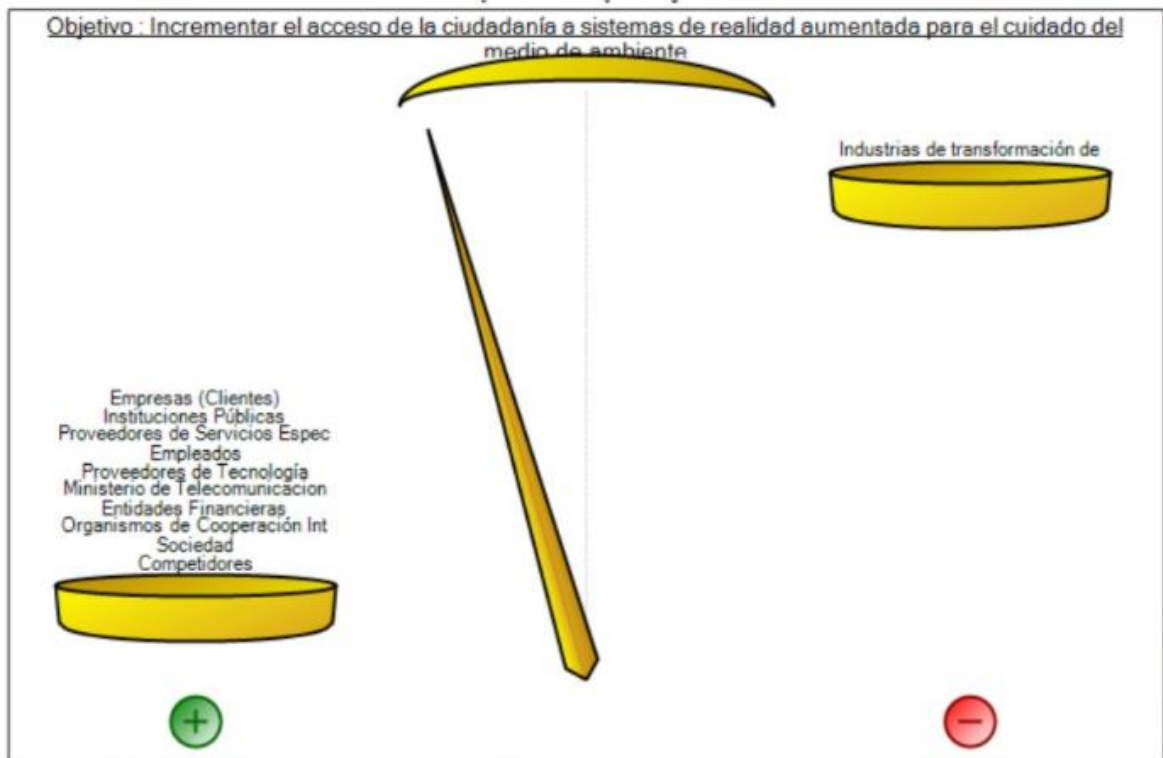 Objetivo : Incrementar el acceso de la ciudadanía a sistemas de realidad aumentada para el cuidado del
medio de ambiente
Industrias de transformación de
Empresas (Clientes)
Instituciones Públicas
Proveedores de Servicios Espec
Empleados
Proveedores de Tecnología
Ministerio de Telecomunicacion
Entidades Financieras
Organismos de Cooperación Int
Sociedad
Competidores